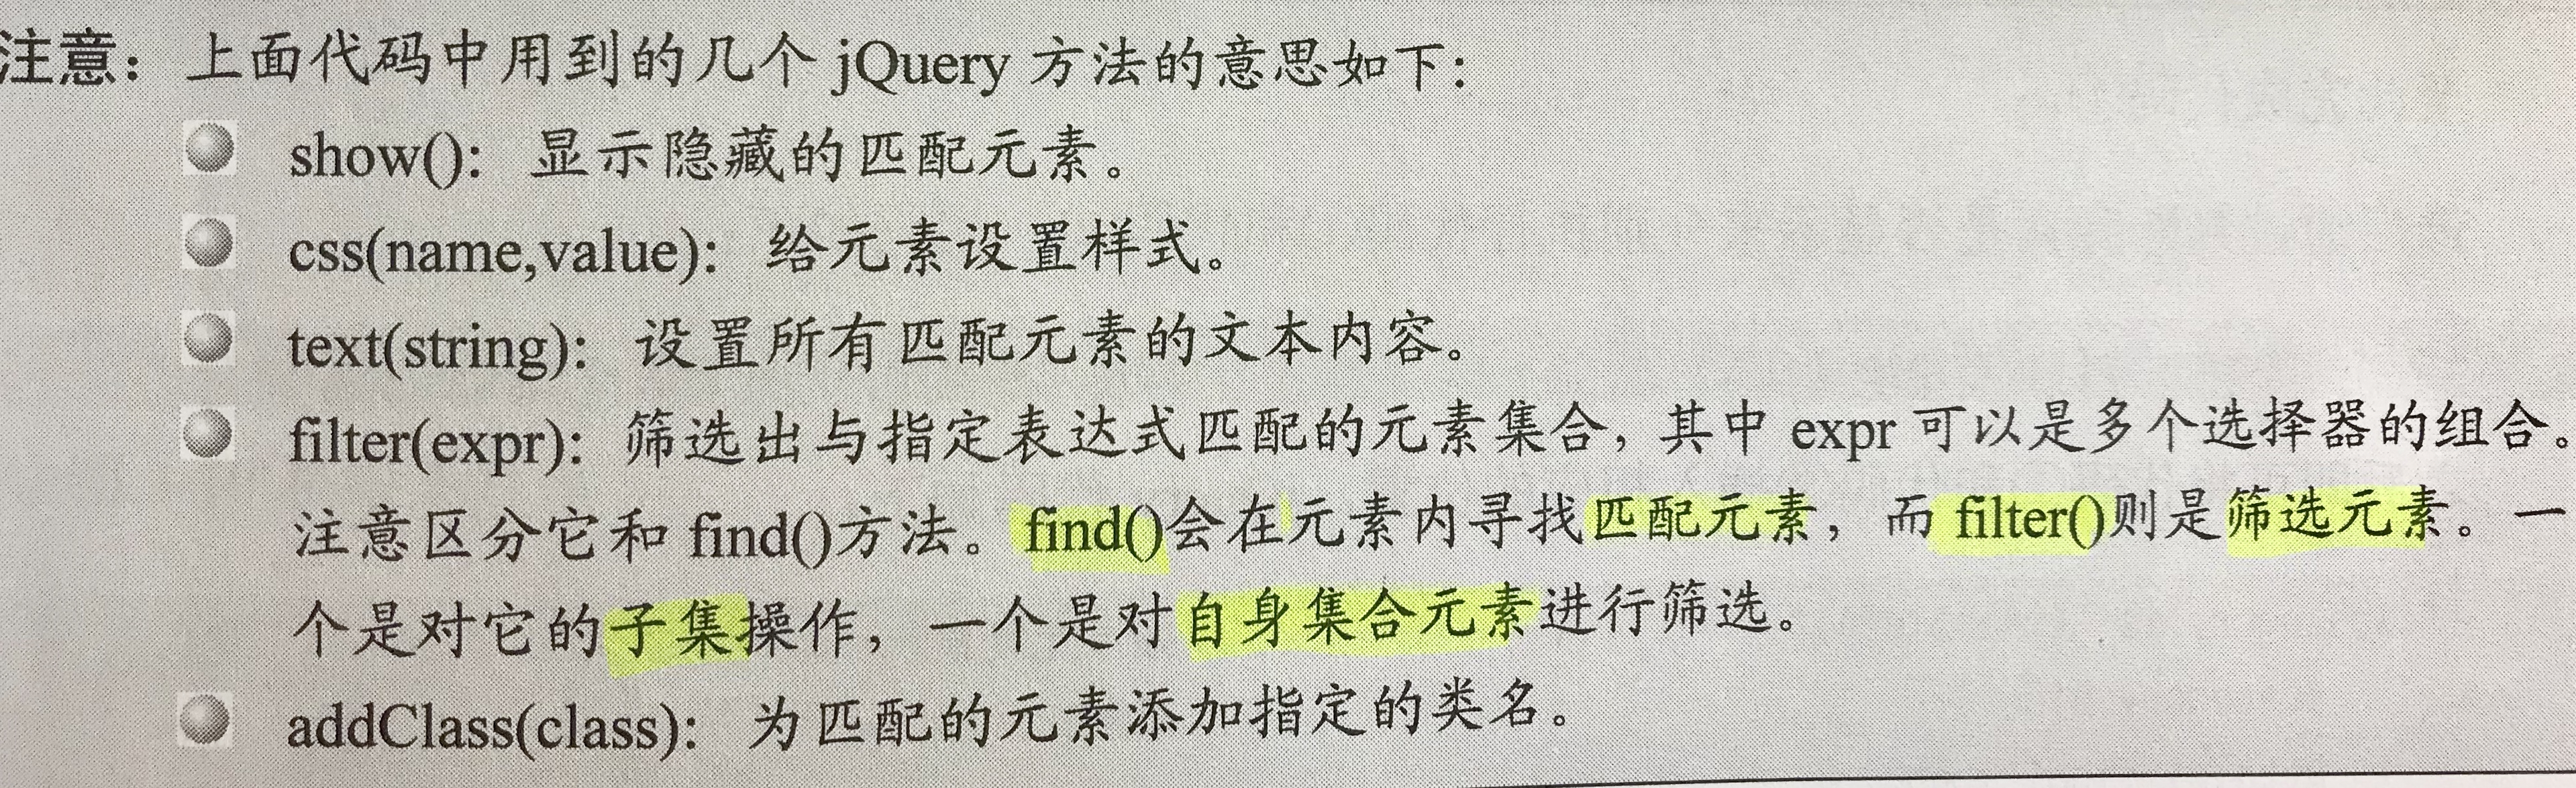 注意：上面代码中用到的几个 jQuery 方法的意思如下：
show()：显示隐藏的匹配元素。
css(name,value)：给元素设置样式。
text(string)：设置所有匹配元素的文本内容。
filter(expr)：筛选出与指定表达式匹配的元素集合，其中 expr 可以是多个选择器的组合。
注意区分它和 find()方法。find()会在元素内寻找匹配元素，而 filter()则是筛选元素。一
个是对它的子集操作，一个是对自身集合元素进行筛选。
addClass(class)：为匹配的元素添加指定的类名。